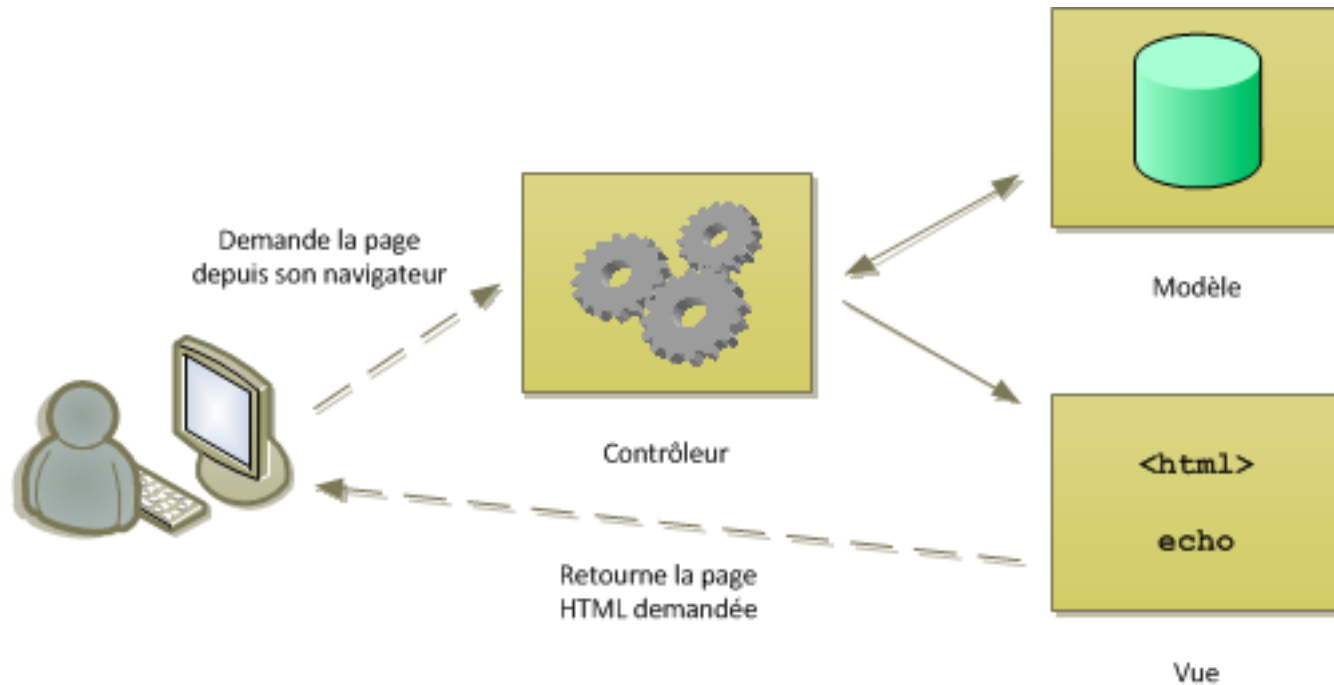 Demande la page
depuis son navigateur
Contrôleur
Modèle
<html>
echo
Retourne la page
HTML demandée
Vue